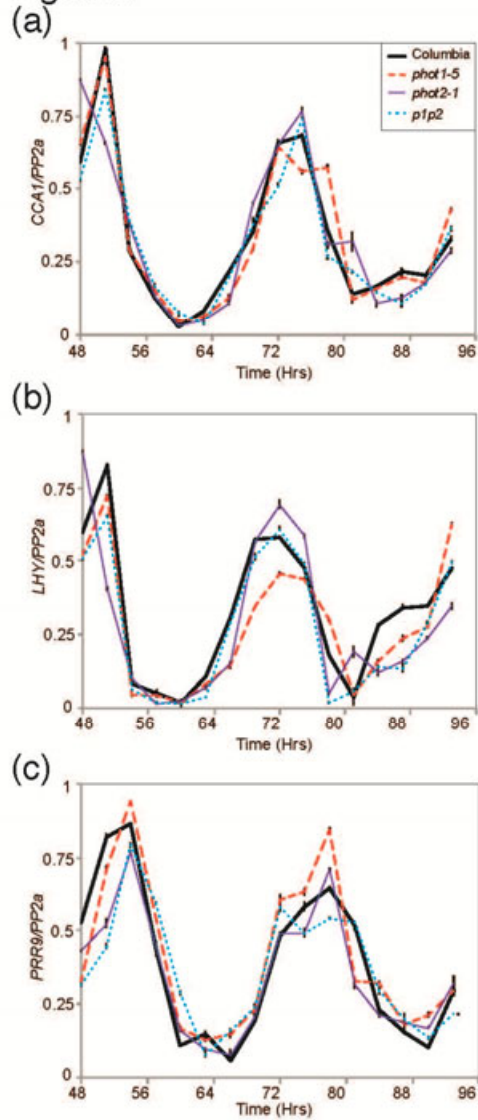 (a)
1
0.75
0.5
0.25
0
CCA1/PP2a
Columbia
phot1-5
phot2-1
p1p2
48 56 64 72 80 88 96
Time (Hrs)
(b)
1
0.75
0.5
0.25
0
LHY/PP2a
48 56 64 72 80 88 96
Time (Hrs)
(c)
1
0.75
0.5
0.25
0
PRR9/PP2a
48 56 64 72 80 88 96
Time (Hrs)